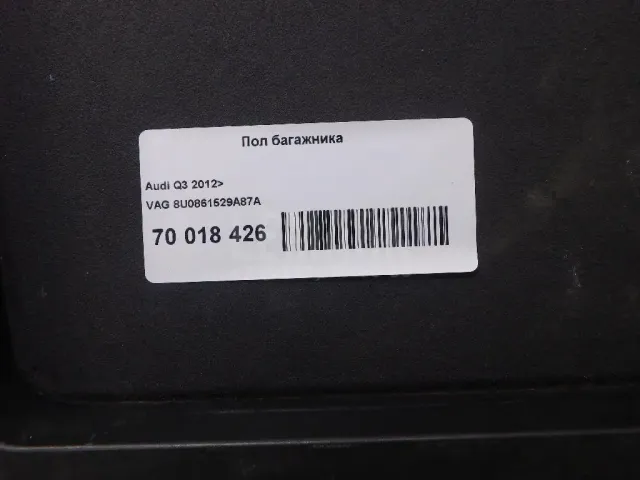 Пол багажника
Audi Q3 2012>
VAG 8U0861529A87A
70 018 426